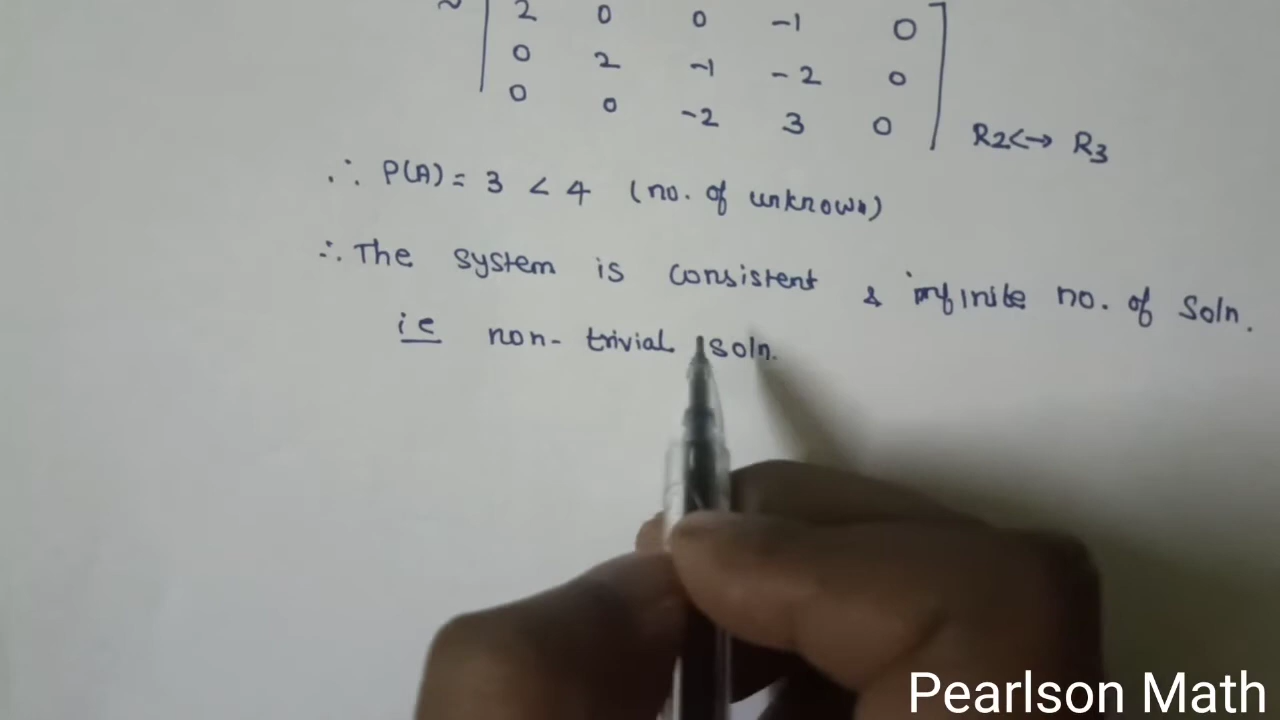 ~ 2 0 0 -1 0
0 2 -1 -2 0
0 0 -2 3 0 R2<-> R3
∴ P(A) = 3 < 4 (no. of unknown)
∴ The system is consistent & infinite no. of Soln.
ie non-trivial soln.
Pearlson Math